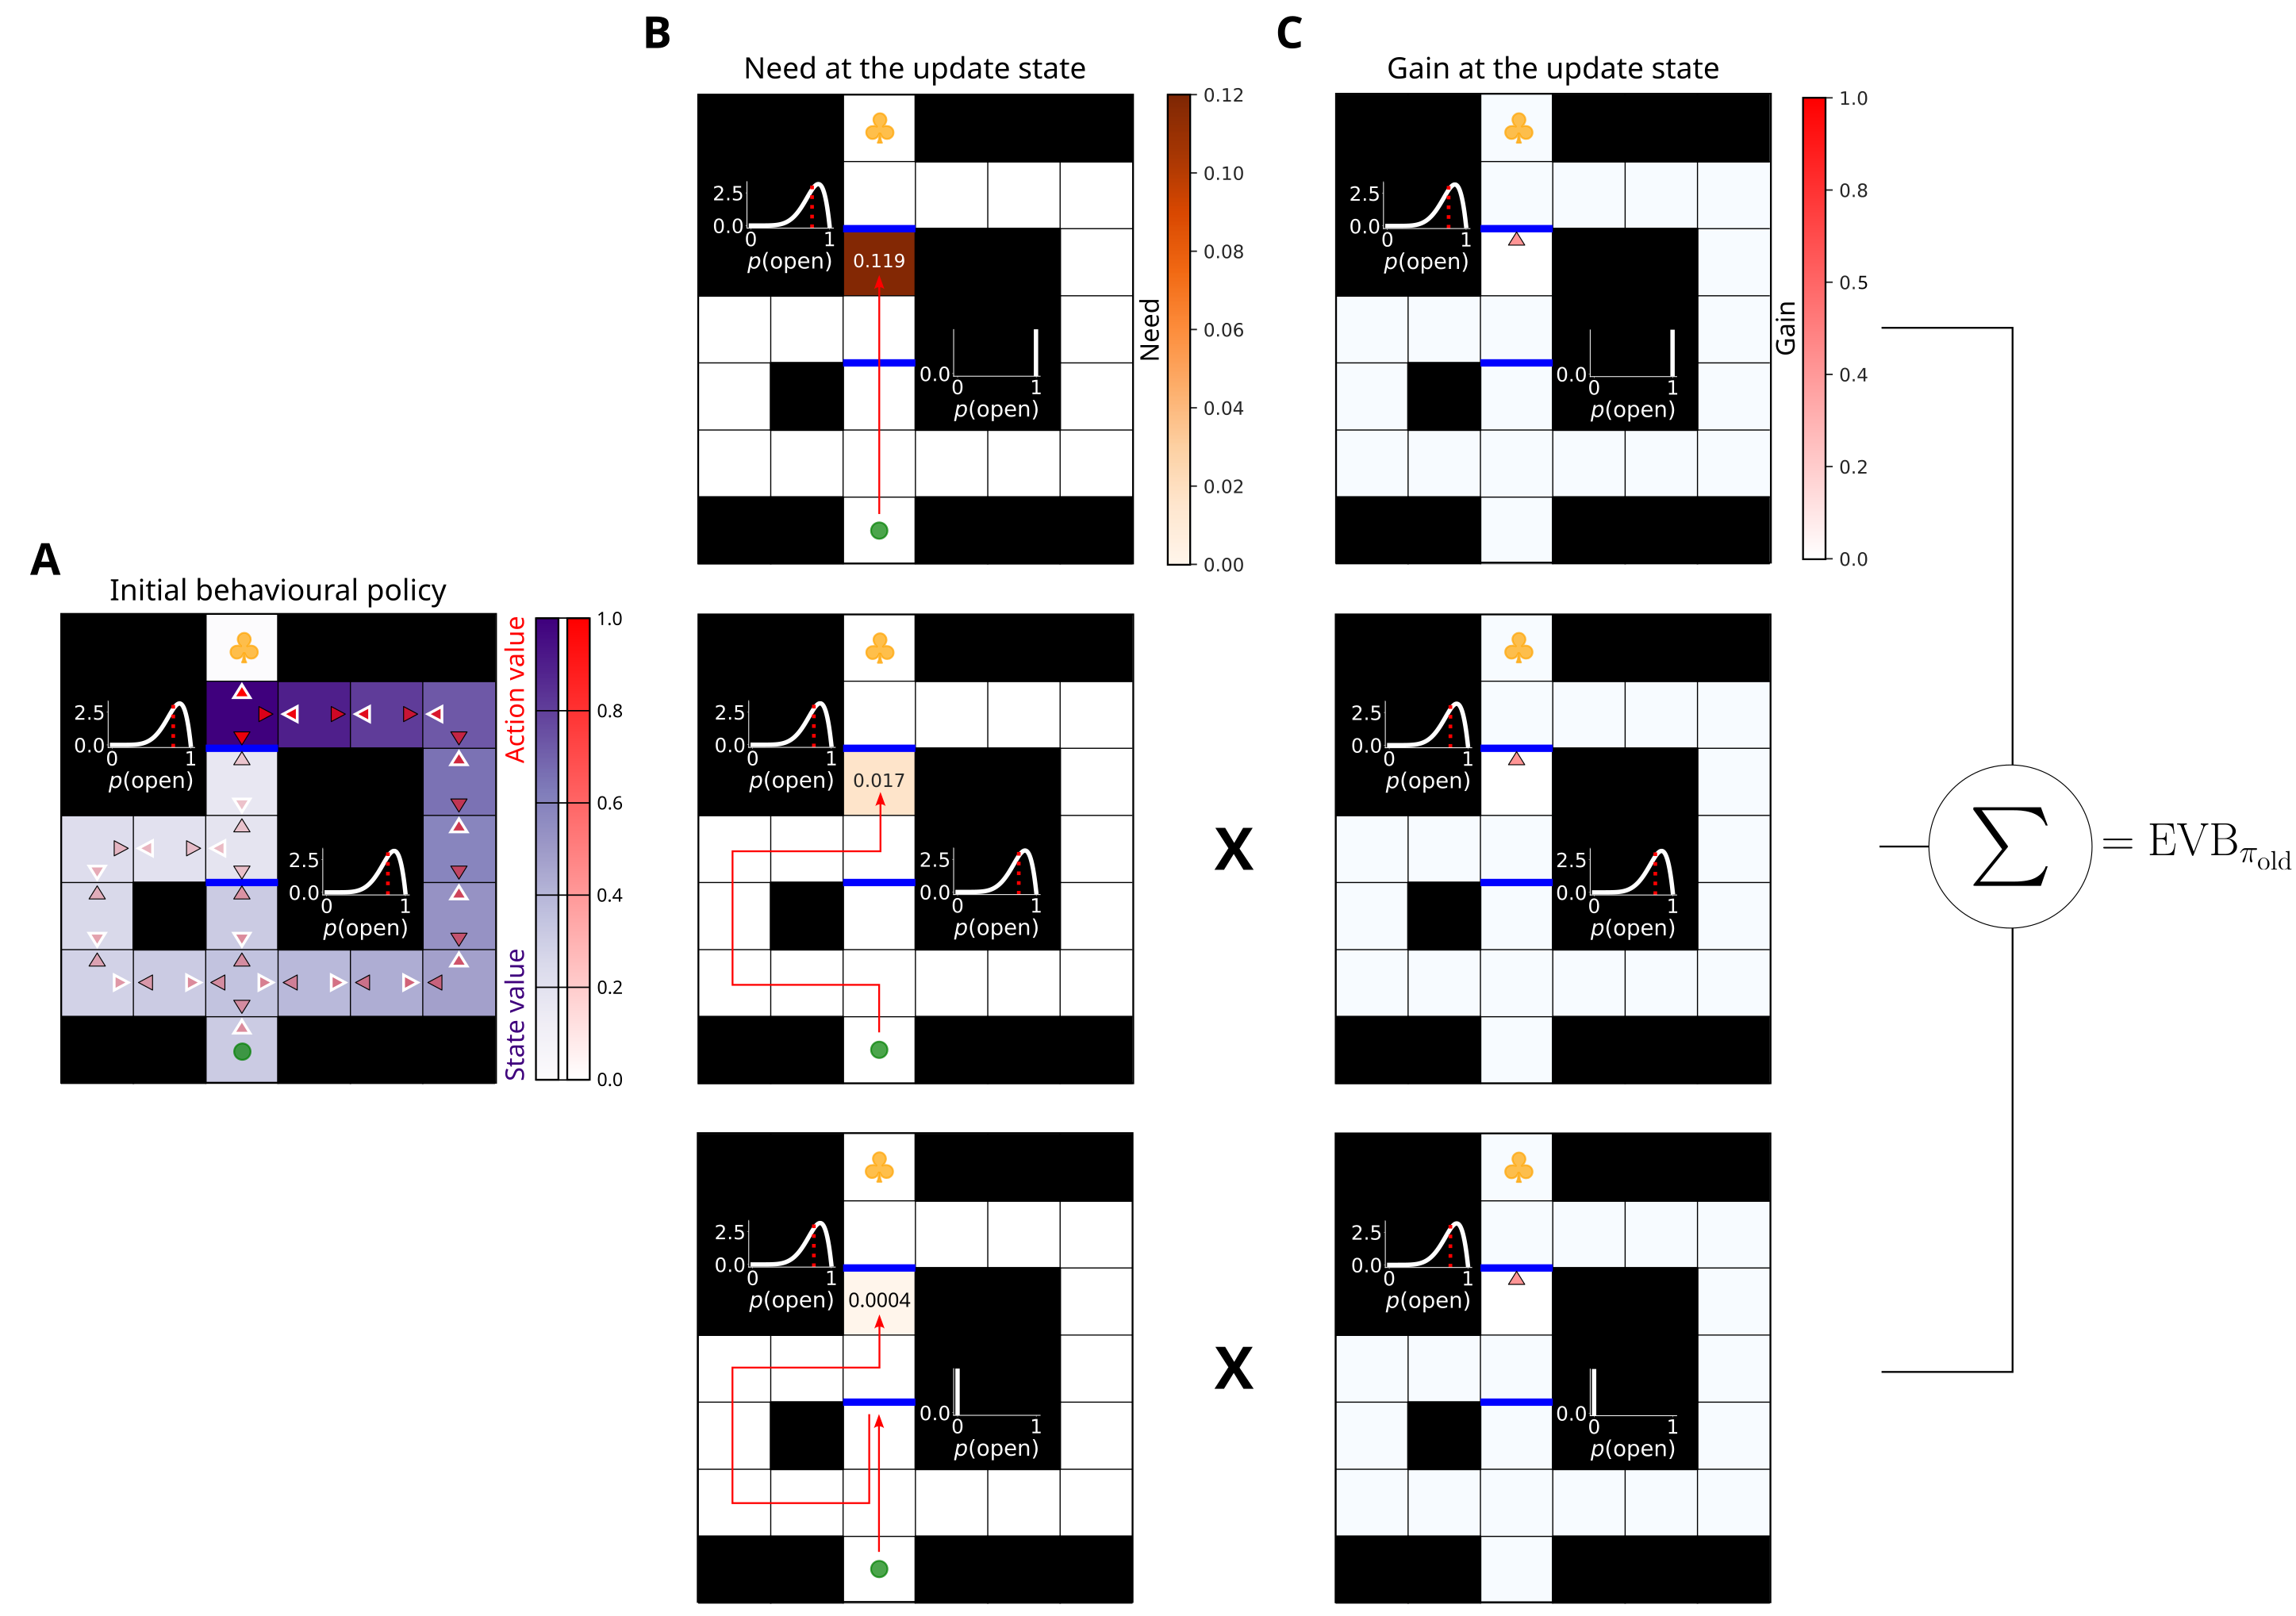 B
Need at the update state
2.5
0.0
0 1
p(open)
0.119
0.0
0 1
p(open)
Need
0.12
0.10
0.08
0.06
0.04
0.02
0.00
C
Gain at the update state
2.5
0.0
0 1
p(open)
0.0
0 1
p(open)
Gain
1.0
0.8
0.5
0.4
0.2
0.0
A
Initial behavioural policy
2.5
0.0
0 1
p(open)
2.5
0.0
0 1
p(open)
Action value
State value
1.0
0.8
0.6
0.4
0.2
0.0
2.5
0.0
0 1
p(open)
0.017
2.5
0.0
0 1
p(open)
X
2.5
0.0
0 1
p(open)
2.5
0.0
0 1
p(open)
∑ = EVBπold
2.5
0.0
0 1
p(open)
0.0004
0.0
0 1
p(open)
X
2.5
0.0
0 1
p(open)
0.0
0 1
p(open)